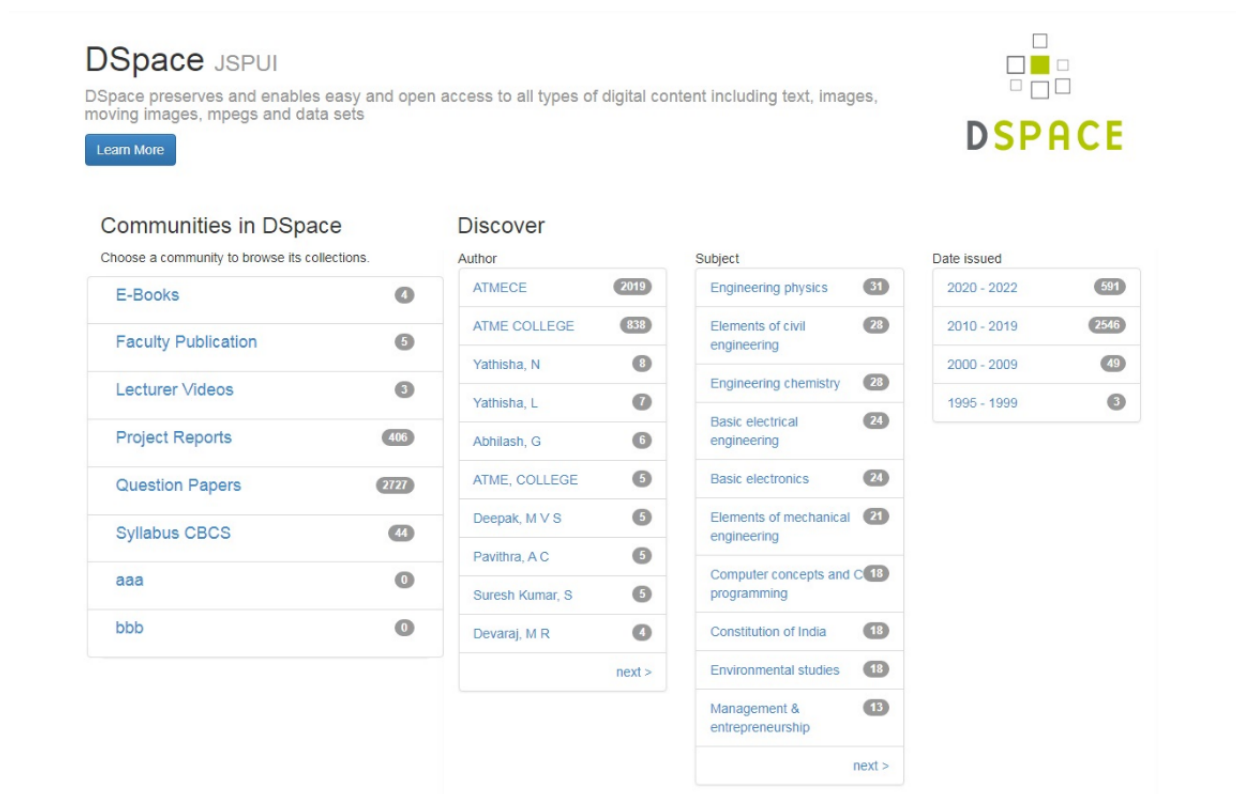 DSpace JSPUI
DSpace preserves and enables easy and open access to all types of digital content including text, images,
moving images, mpegs and data sets
Learn More
DSPACE
Communities in DSpace
Choose a community to browse its collections.
E-Books 4
Faculty Publication 5
Lecturer Videos 3
Project Reports 406
Question Papers 2727
Syllabus CBCS 44
aaa 0
bbb 0
Discover
Author
ATMECE 2019
ATME COLLEGE 838
Yathisha, N 8
Yathisha, L 7
Abhilash, G 6
ATME, COLLEGE 5
Deepak, M V S 5
Pavithra, A C 5
Suresh Kumar, S 5
Devaraj, M R 4
next >
Subject
Engineering physics 31
Elements of civil 28
engineering
Engineering chemistry 28
Basic electrical 24
engineering
Basic electronics 24
Elements of mechanical 21
engineering
Computer concepts and C 18
programming
Constitution of India 18
Environmental studies 18
Management & 13
entrepreneurship
next >
Date issued
2020 - 2022 591
2010 - 2019 2546
2000 - 2009 49
1995 - 1999 3